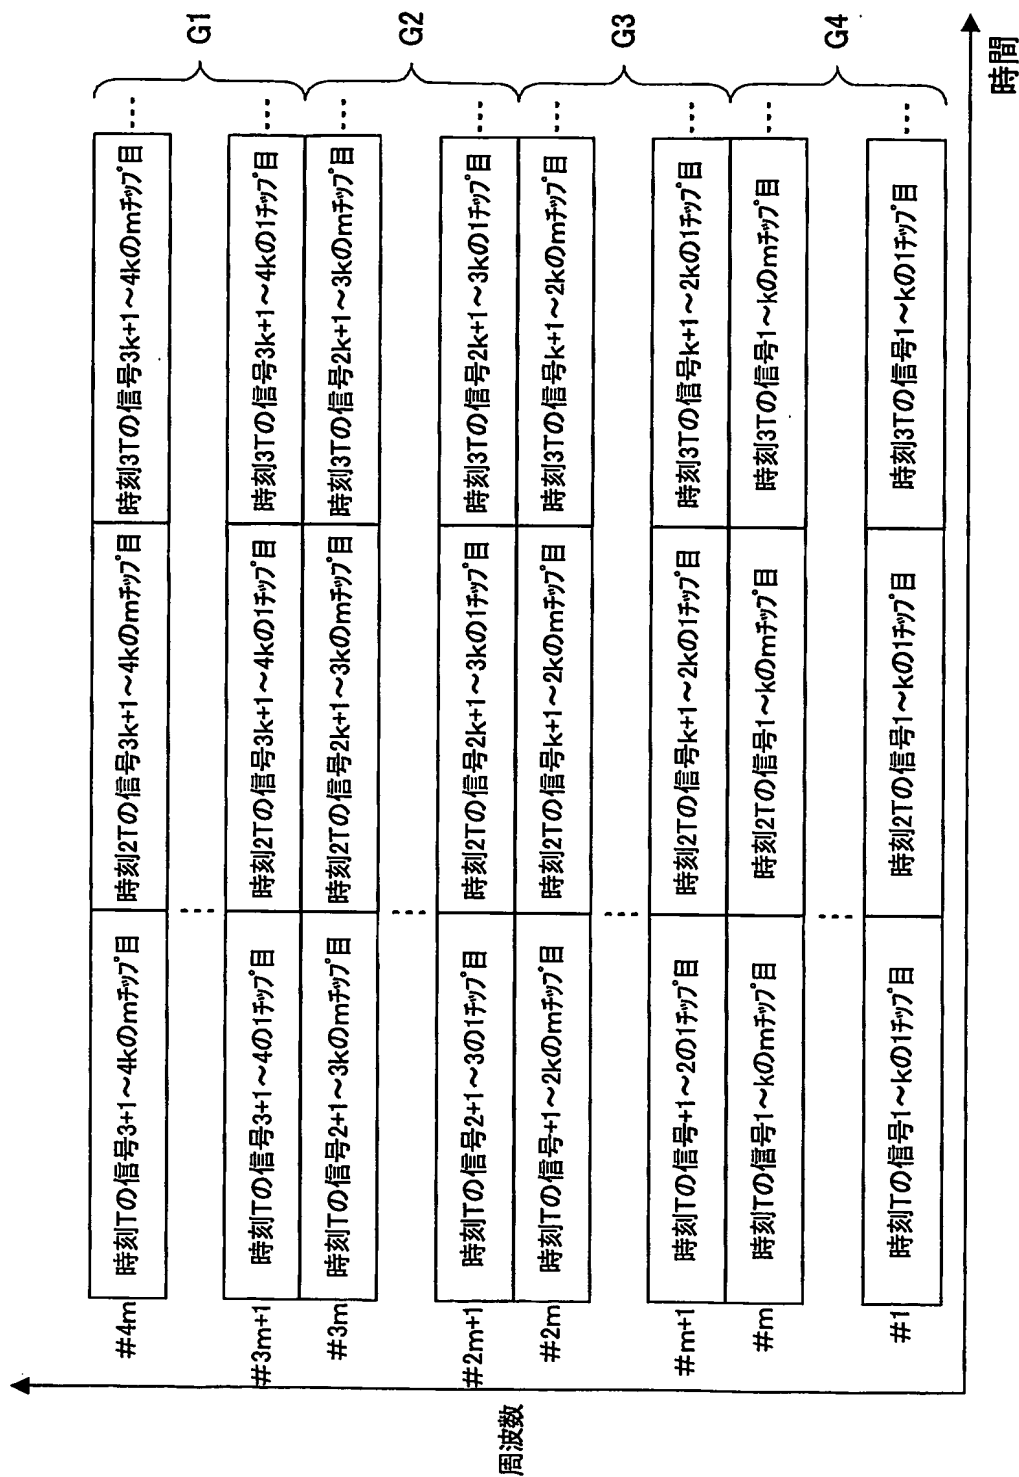 周波数
#4m
時刻Tの信号3+1～4kのmチップ目
時刻2Tの信号3k+1～4kのmチップ目
時刻3Tの信号3k+1～4kのmチップ目
G1
#3m+1
時刻Tの信号3+1～4の1チップ目
時刻2Tの信号3k+1～4kの1チップ目
時刻3Tの信号3k+1～4kの1チップ目
#3m
時刻Tの信号2+1～3kのmチップ目
時刻2Tの信号2k+1～3kのmチップ目
時刻3Tの信号2k+1～3kのmチップ目
G2
#2m+1
時刻Tの信号2+1～3の1チップ目
時刻2Tの信号2k+1～3kの1チップ目
時刻3Tの信号2k+1～3kの1チップ目
#2m
時刻Tの信号+1～2kのmチップ目
時刻2Tの信号k+1～2kのmチップ目
時刻3Tの信号k+1～2kのmチップ目
G3
#m+1
時刻Tの信号+1～2の1チップ目
時刻2Tの信号k+1～2kの1チップ目
時刻3Tの信号k+1～2kの1チップ目
#m
時刻Tの信号1～kのmチップ目
時刻2Tの信号1～kのmチップ目
時刻3Tの信号1～kのmチップ目
G4
#1
時刻Tの信号1～kの1チップ目
時刻2Tの信号1～kの1チップ目
時刻3Tの信号1～kの1チップ目
時間